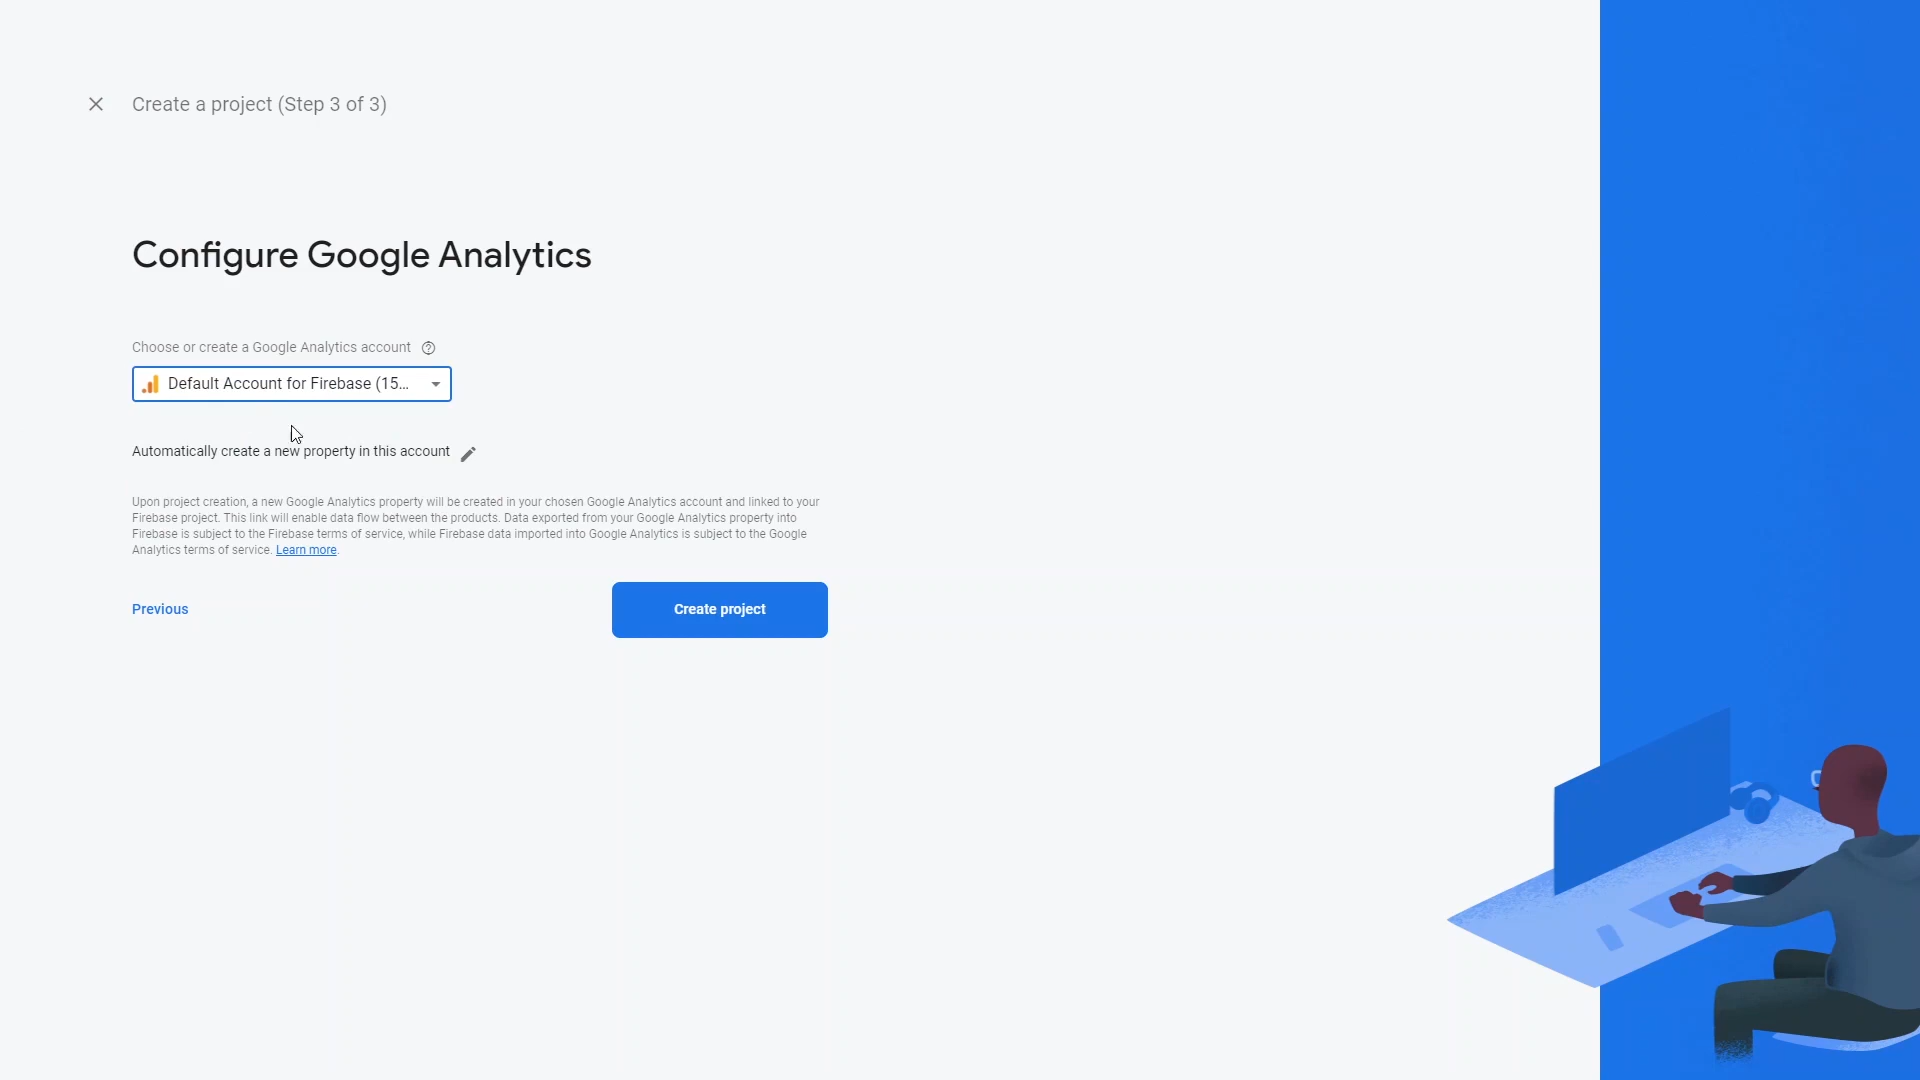 Create a project (Step 3 of 3)
Configure Google Analytics
Choose or create a Google Analytics account
Default Account for Firebase (15...
Automatically create a new property in this account
Upon project creation, a new Google Analytics property will be created in your chosen Google Analytics account and linked to your
Firebase project. This link will enable data flow between the products. Data exported from your Google Analytics property into
Firebase is subject to the Firebase terms of service, while Firebase data imported into Google Analytics is subject to the Google
Analytics terms of service. Learn more.
Previous
Create project